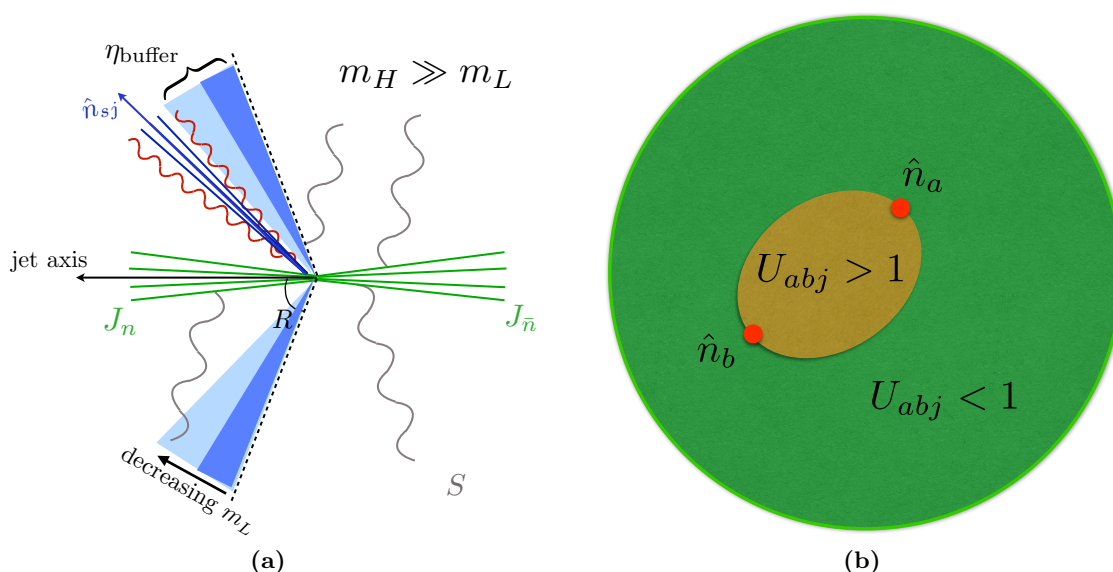 η_buffer
m_H ≫ m_L
n̂_sj
jet axis
J_n
R
J_n̄
decreasing m_L
S
(a)
n̂_a
U_abj > 1
n̂_b
U_abj < 1
(b)